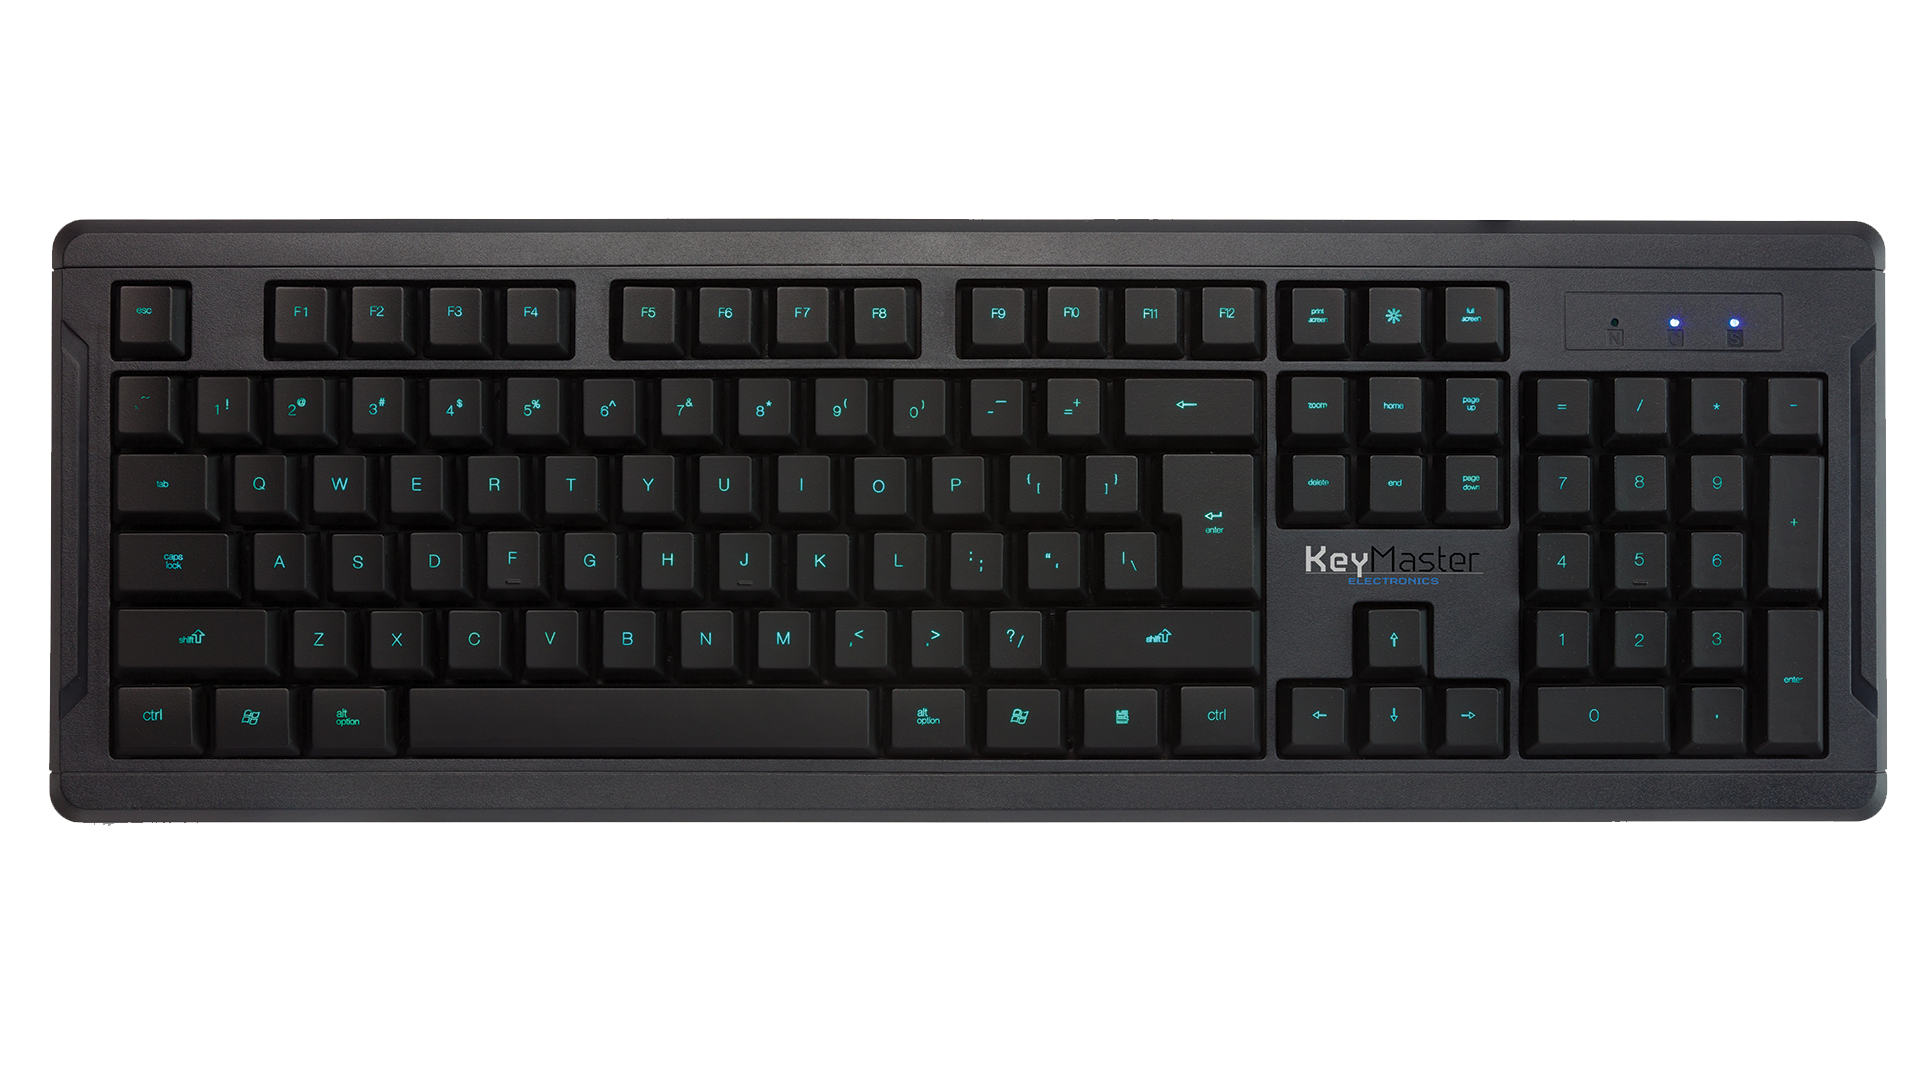 esc F1 F2 F3 F4 F5 F6 F7 F8 F9 F10 F11 F12 print screen full screen
N S
~ 1! 2@ 3# 4$ 5% 6^ 7& 8* 9( 0) -— =+ ← zoom home page up = / * -
tab Q W E R T Y U I O P {[ ]} enter delete end page down 7 8 9 +
caps lock A S D F G H J K L :; “‘ |\ 4 5 6
KeyMaster
ELECTRONICS
shift Z X C V B N M ,< .> ?/ shift ↑ 1 2 3 enter
ctrl alt option alt option ctrl ← ↓ → 0 .